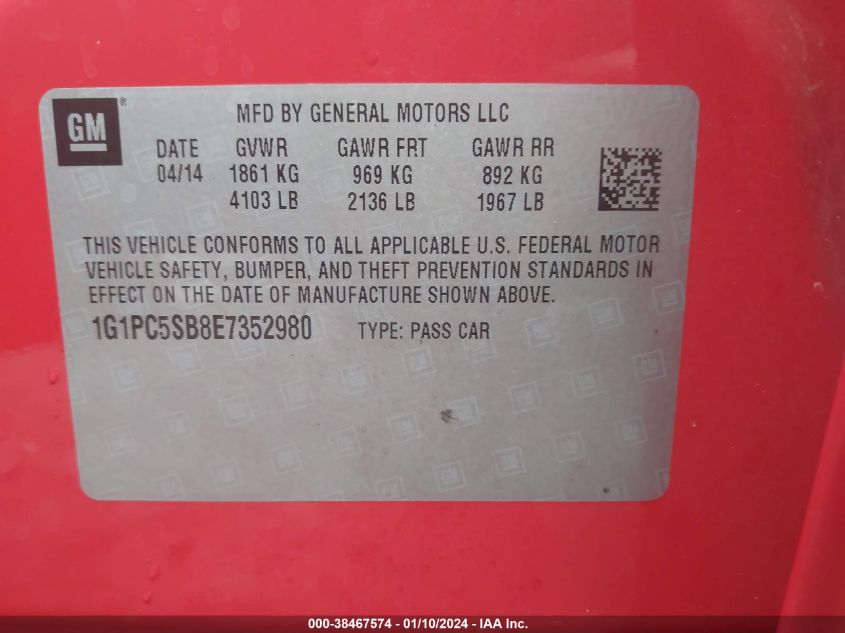 GM ®
MFD BY GENERAL MOTORS LLC
DATE GVWR GAWR FRT GAWR RR
04/14 1861 KG 969 KG 892 KG
4103 LB 2136 LB 1967 LB
THIS VEHICLE CONFORMS TO ALL APPLICABLE U.S. FEDERAL MOTOR
VEHICLE SAFETY, BUMPER, AND THEFT PREVENTION STANDARDS IN
EFFECT ON THE DATE OF MANUFACTURE SHOWN ABOVE.
1G1PC5SB8E7352980 TYPE: PASS CAR
000-38467574 - 01/10/2024 - IAA Inc.